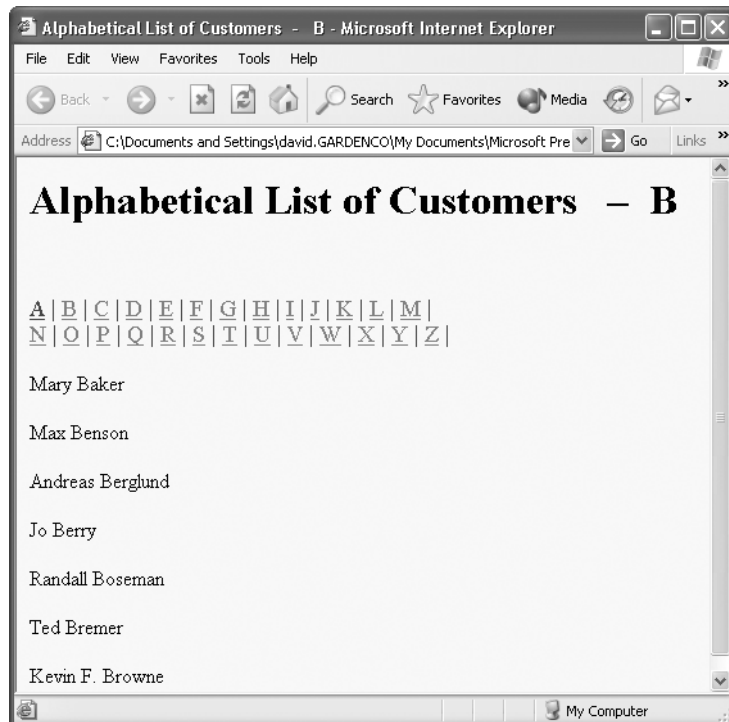 Alphabetical List of Customers - B - Microsoft Internet Explorer
File Edit View Favorites Tools Help
Back Search Favorites Media »
Address C:\Documents and Settings\david.GARDENCO\My Documents\Microsoft Pre Go Links »
Alphabetical List of Customers – B
A | B | C | D | E | F | G | H | I | J | K | L | M |
N | O | P | Q | R | S | T | U | V | W | X | Y | Z |
Mary Baker
Max Benson
Andreas Berglund
Jo Berry
Randall Boseman
Ted Bremer
Kevin F. Browne
My Computer